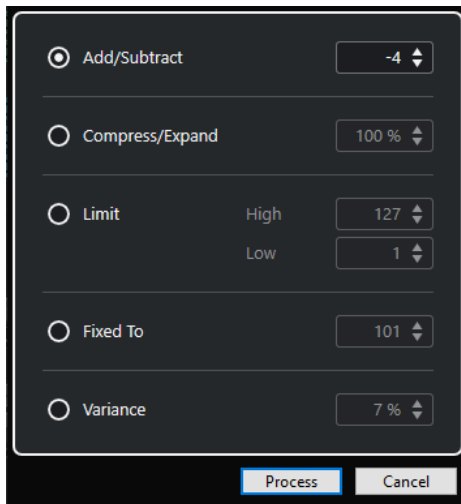 Add/Subtract -4
Compress/Expand 100 %
Limit High 127
Low 1
Fixed To 101
Variance 7 %
Process Cancel